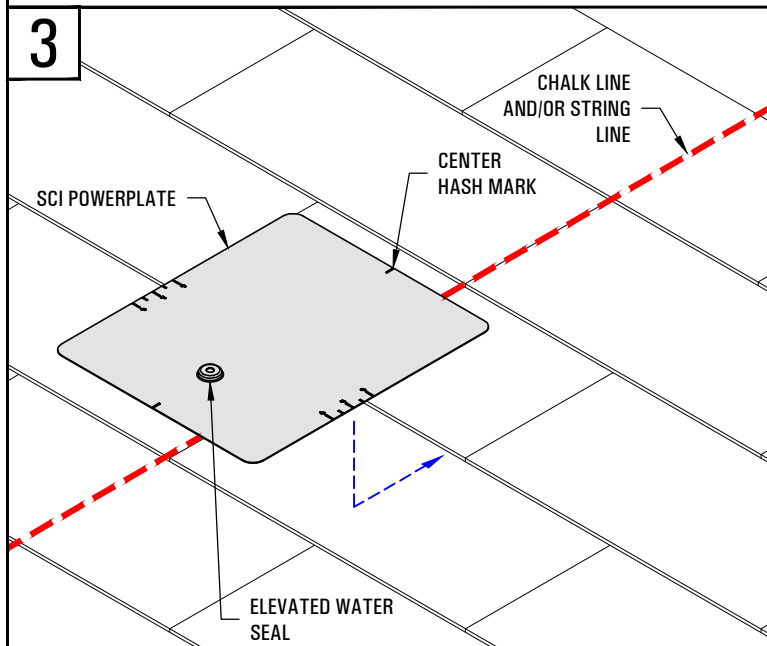 3
CHALK LINE
AND/OR STRING
LINE
CENTER
HASH MARK
SCI POWERPLATE
ELEVATED WATER
SEAL